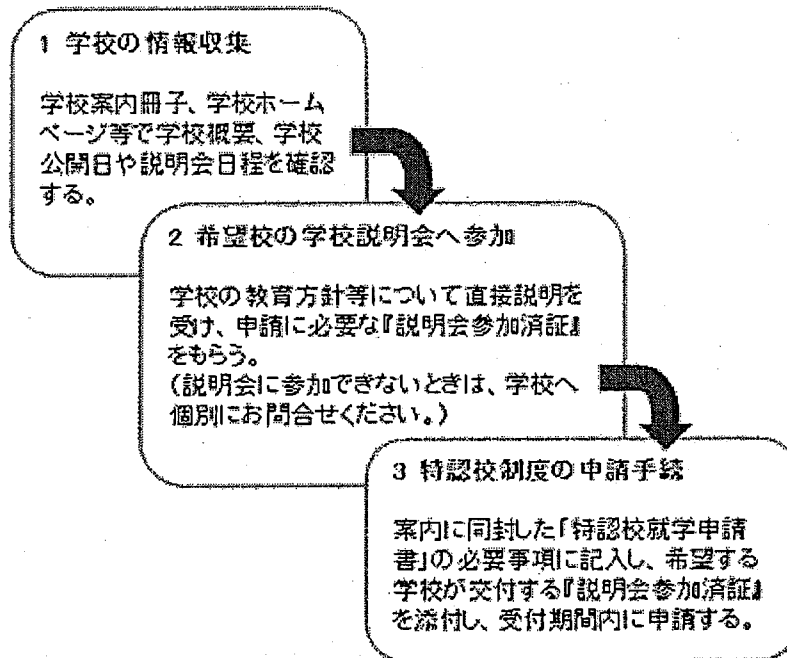 1 学校の情報収集
学校案内冊子、学校ホーム
ページ等で学校概要、学校
公開日や説明会日程を確認
する。
2 希望校の学校説明会へ参加
学校の教育方針等について直接説明を
受け、申請に必要な『説明会参加済証』
をもらう。
(説明会に参加できないときは、学校へ
個別にお問合せください。)
3 特認校制度の申請手続
案内に同封した「特認校就学申請
書」の必要事項に記入し、希望する
学校が交付する『説明会参加済証』
を添付し、受付期間内に申請する。